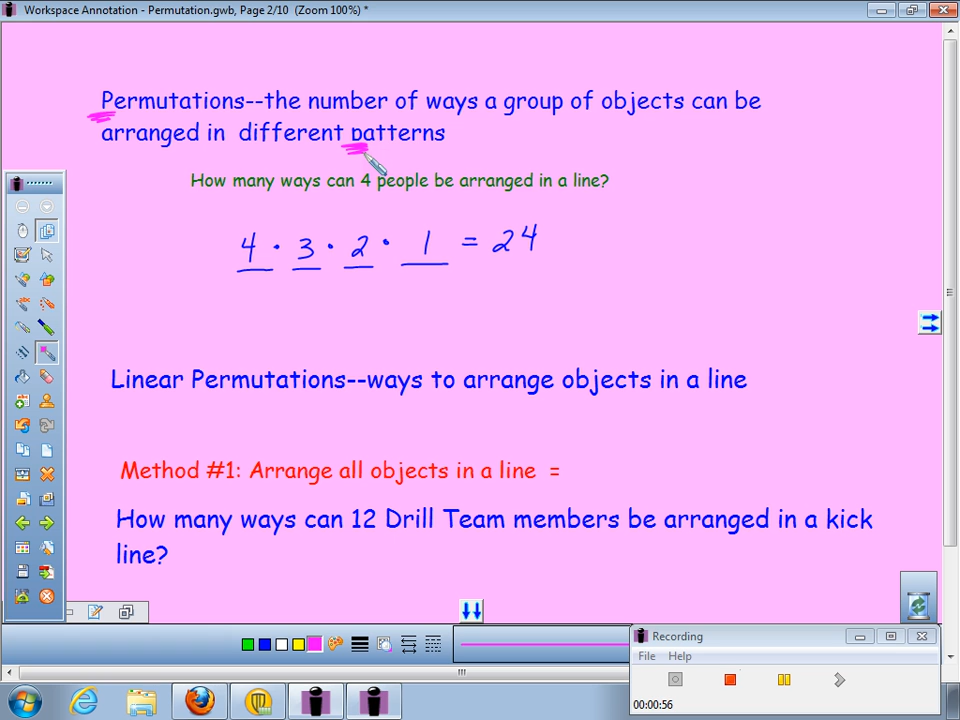 Workspace Annotation - Permutation.gwb, Page 2/10 (Zoom 100%) *
Permutations--the number of ways a group of objects can be
arranged in different patterns
How many ways can 4 people be arranged in a line?
4 · 3 · 2 · 1 = 24
Linear Permutations--ways to arrange objects in a line
Method #1: Arrange all objects in a line =
How many ways can 12 Drill Team members be arranged in a kick
line?
Recording
File Help
00:00:56